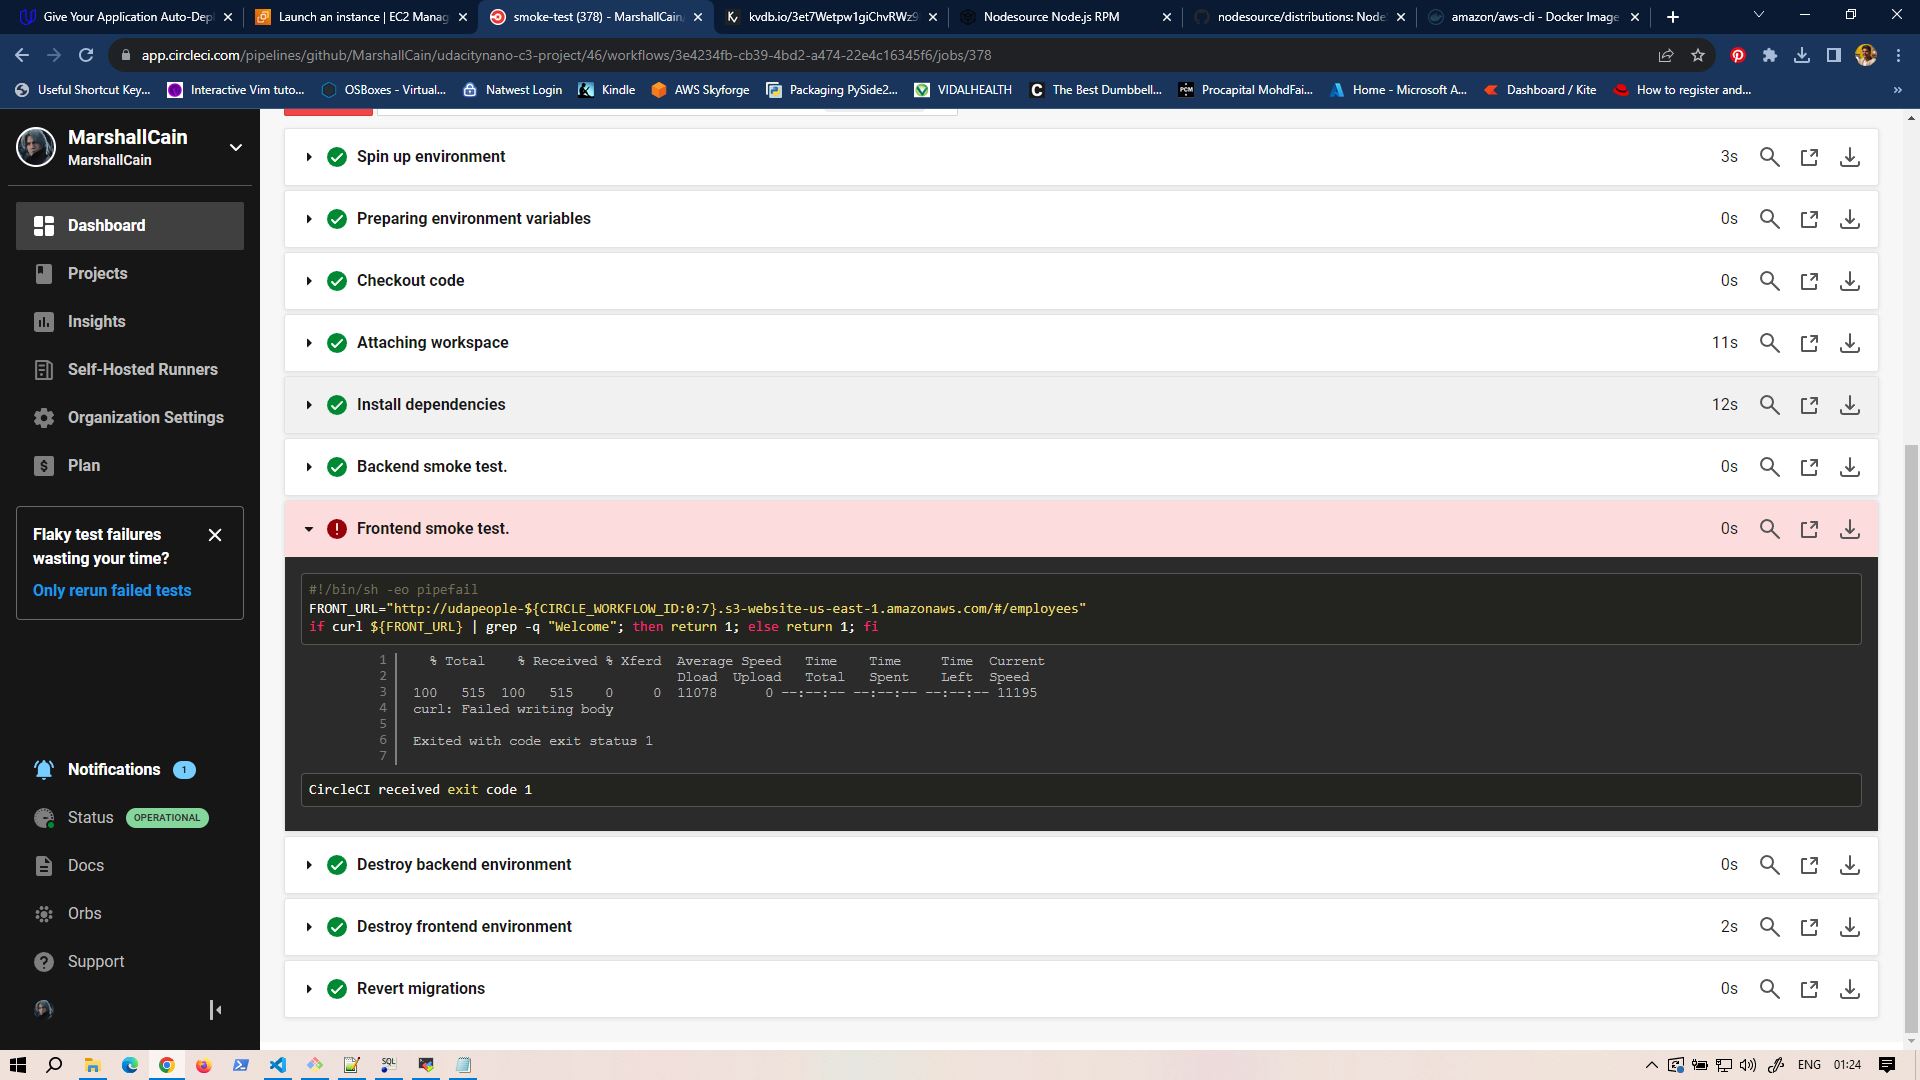 Give Your Application Auto-Depl
Launch an instance | EC2 Manag
smoke-test (378) - MarshallCain/
kvdb.io/3et7Wetpw1giChvRWz9
Nodesource Node.js RPM
nodesource/distributions: Node
amazon/aws-cli - Docker Image
app.circleci.com/pipelines/github/MarshallCain/udacitynano-c3-project/46/workflows/3e4234fb-cb39-4bd2-a474-22e4c16345f6/jobs/378
Useful Shortcut Key...
Interactive Vim tuto...
OSBoxes - Virtual...
Natwest Login
Kindle
AWS Skyforge
Packaging PySide2...
VIDALHEALTH
The Best Dumbbell...
Procapital MohdFai...
Home - Microsoft A...
Dashboard / Kite
How to register and...
MarshallCain
MarshallCain
Dashboard
Projects
Insights
Self-Hosted Runners
Organization Settings
Plan
Flaky test failures
wasting your time?
Only rerun failed tests
Notifications 1
Status OPERATIONAL
Docs
Orbs
Support
Spin up environment 3s
Preparing environment variables 0s
Checkout code 0s
Attaching workspace 11s
Install dependencies 12s
Backend smoke test. 0s
Frontend smoke test. 0s
#!/bin/sh -eo pipefail
FRONT_URL="http://udapeople-${CIRCLE_WORKFLOW_ID:0:7}.s3-website-us-east-1.amazonaws.com/#/employees"
if curl ${FRONT_URL} | grep -q "Welcome"; then return 1; else return 1; fi
1 % Total % Received % Xferd Average Speed Time Time Time Current
2 Dload Upload Total Spent Left Speed
3 100 515 100 515 0 0 11078 0 --:--:-- --:--:-- --:--:-- 11195
4 curl: Failed writing body
5
6 Exited with code exit status 1
7
CircleCI received exit code 1
Destroy backend environment 0s
Destroy frontend environment 2s
Revert migrations 0s
ENG 01:24